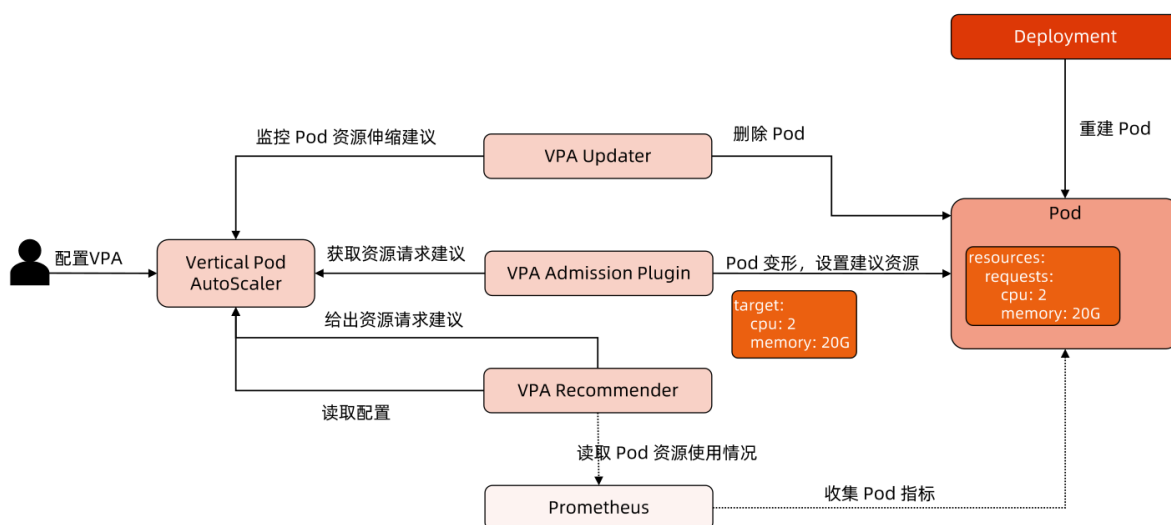 Deployment
重建 Pod
监控 Pod 资源伸缩建议
VPA Updater
删除 Pod
配置VPA
Vertical Pod
AutoScaler
获取资源请求建议
VPA Admission Plugin
Pod 变形，设置建议资源
target:
cpu: 2
memory: 20G
Pod
resources:
requests:
cpu: 2
memory: 20G
给出资源请求建议
VPA Recommender
读取配置
读取 Pod 资源使用情况
Prometheus
收集 Pod 指标